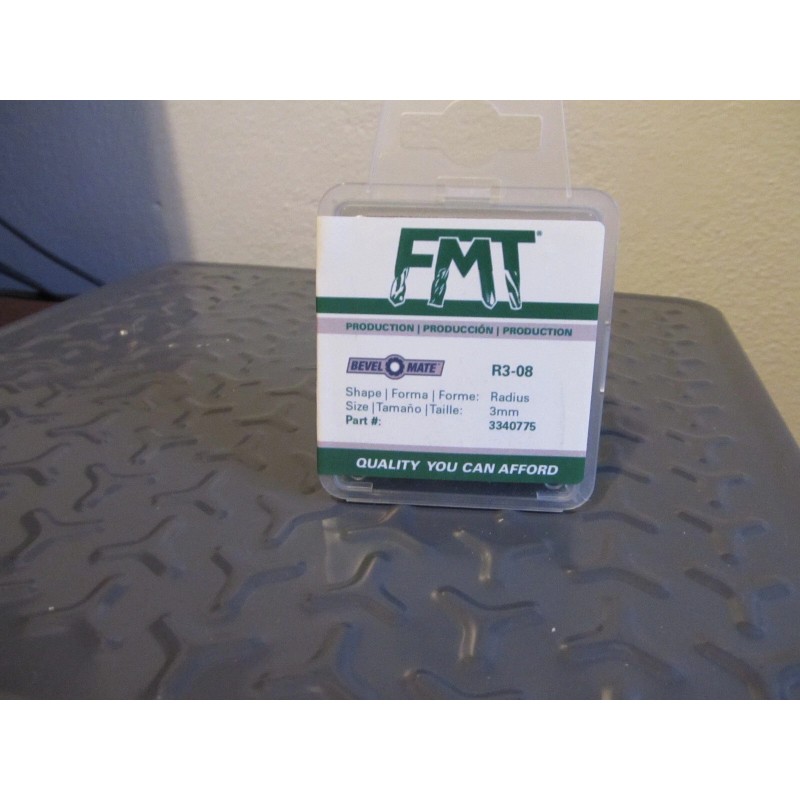 FMT®
PRODUCTION | PRODUCCIÓN | PRODUCTION
BEVEL MATE R3-08
Shape | Forma | Forme: Radius
Size | Tamaño | Taille: 3mm
Part #: 3340775
QUALITY YOU CAN AFFORD